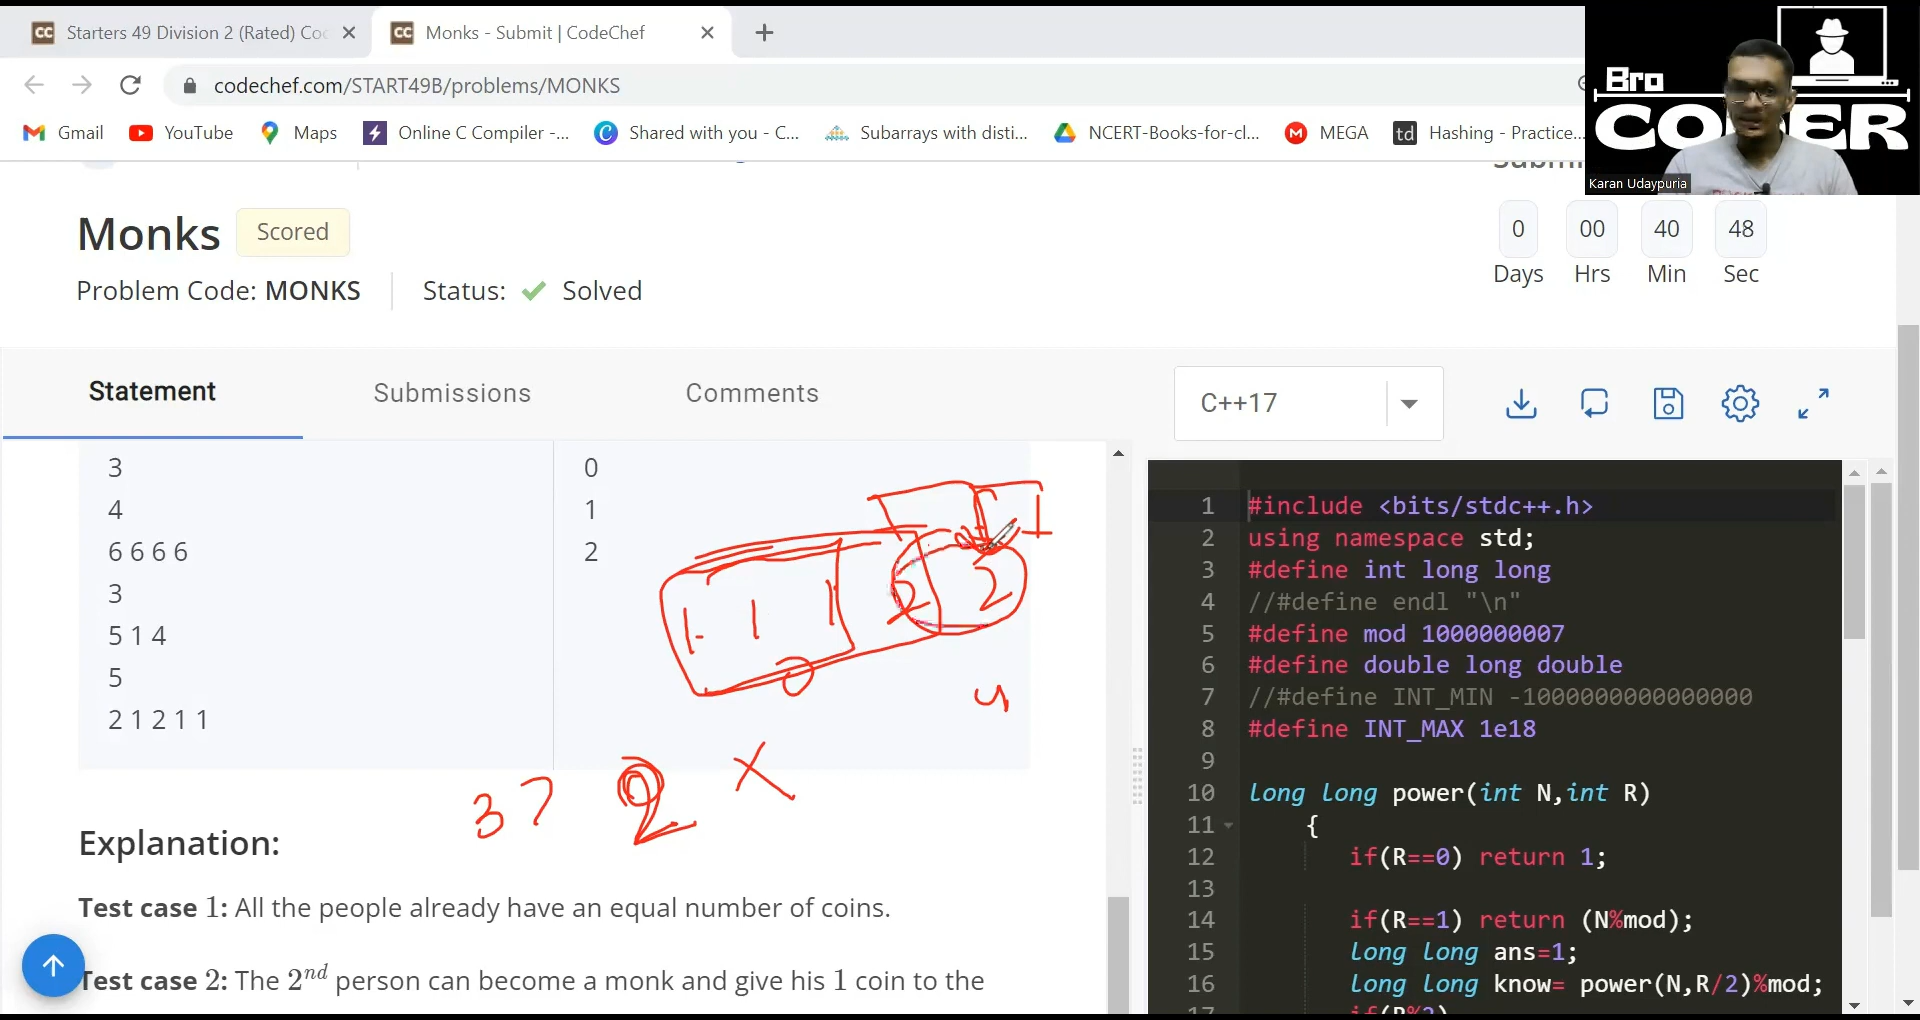 Starters 49 Division 2 (Rated) Co
Monks - Submit | CodeChef
codechef.com/START49B/problems/MONKS
Gmail
YouTube
Maps
Online C Compiler -...
Shared with you - C...
Subarrays with disti...
NCERT-Books-for-cl...
MEGA
td Hashing - Practice...
Bro
CODER
Karan Udaypuria
Monks Scored
Problem Code: MONKS
Status: Solved
0 00 40 48
Days Hrs Min Sec
Statement Submissions Comments
C++17
3
4
6 6 6 6
3
5 1 4
5
2 1 2 1 1
0
1
2
1 1 1 2 2
1
0
4
3 7 2 X
Explanation:
Test case 1: All the people already have an equal number of coins.
Test case 2: The 2nd person can become a monk and give his 1 coin to the
1 #include <bits/stdc++.h>
2 using namespace std;
3 #define int long long
4 //#define endl "\n"
5 #define mod 1000000007
6 #define double long double
7 //#define INT_MIN -1000000000000000
8 #define INT_MAX 1e18
9
10 long long power(int N,int R)
11 {
12 if(R==0) return 1;
13
14 if(R==1) return (N%mod);
15 long long ans=1;
16 long long know= power(N,R/2)%mod;
17 if(R%2)